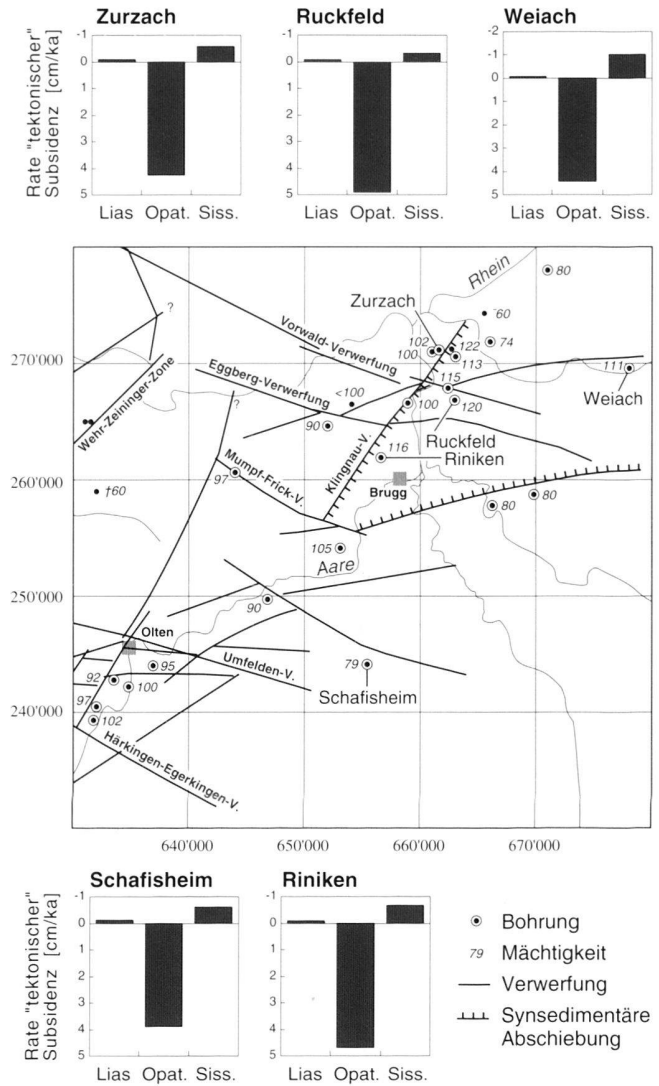 Zurzach
Ruckfeld
Weiach
Rate "tektonischer"
Subsidenz [cm/ka]
-1
0
1
2
3
4
5
-1
0
1
2
3
4
5
-2
-1
0
1
2
3
4
5
Lias Opat. Siss.
Lias Opat. Siss.
Lias Opat. Siss.
Rhein
80
Zurzach
~60
?
Vorwald-Verwerfung
102
122
74
100
113
270'000
Eggberg-Verwerfung
<100
115
111
Wehr-Zeininger-Zone
Weiach
100
120
?
90
Ruckfeld
Klingnau-V.
116
Riniken
Mumpf-Frick-V.
97
260'000
†60
Brugg
80
80
105
Aare
250'000
90
Olten
95
Umfelden-V.
79
92
100
Schafisheim
97
240'000
102
Härkingen-Egerkingen-V.
640'000
650'000
660'000
670'000
Schafisheim
Riniken
Rate "tektonischer"
Subsidenz [cm/ka]
-1
0
1
2
3
4
5
-1
0
1
2
3
4
5
Lias Opat. Siss.
Lias Opat. Siss.
Bohrung
79 Mächtigkeit
Verwerfung
Synsedimentäre
Abschiebung